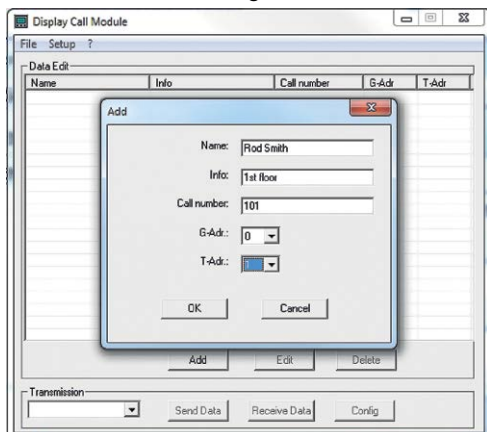 Display Call Module
File Setup ?
Data Edit
Name Info Call number G-Adr T-Adr
Add
Name: Rod Smith
Info: 1st floor
Call number: 101
G-Adr.: 0
T-Adr.:
OK Cancel
Add Edit Delete
Transmission
Send Data Receive Data Config